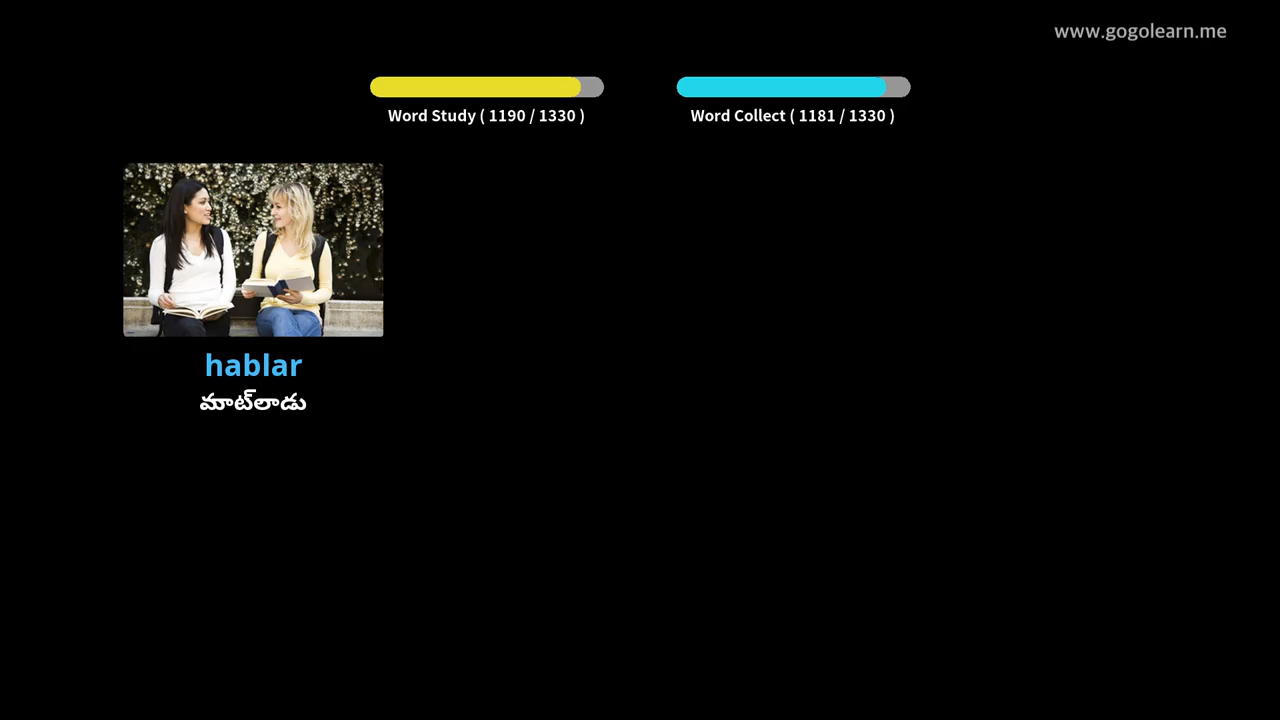 www.gogolearn.me
Word Study ( 1190 / 1330 )
Word Collect ( 1181 / 1330 )
hablar
మాట్‌లాడు